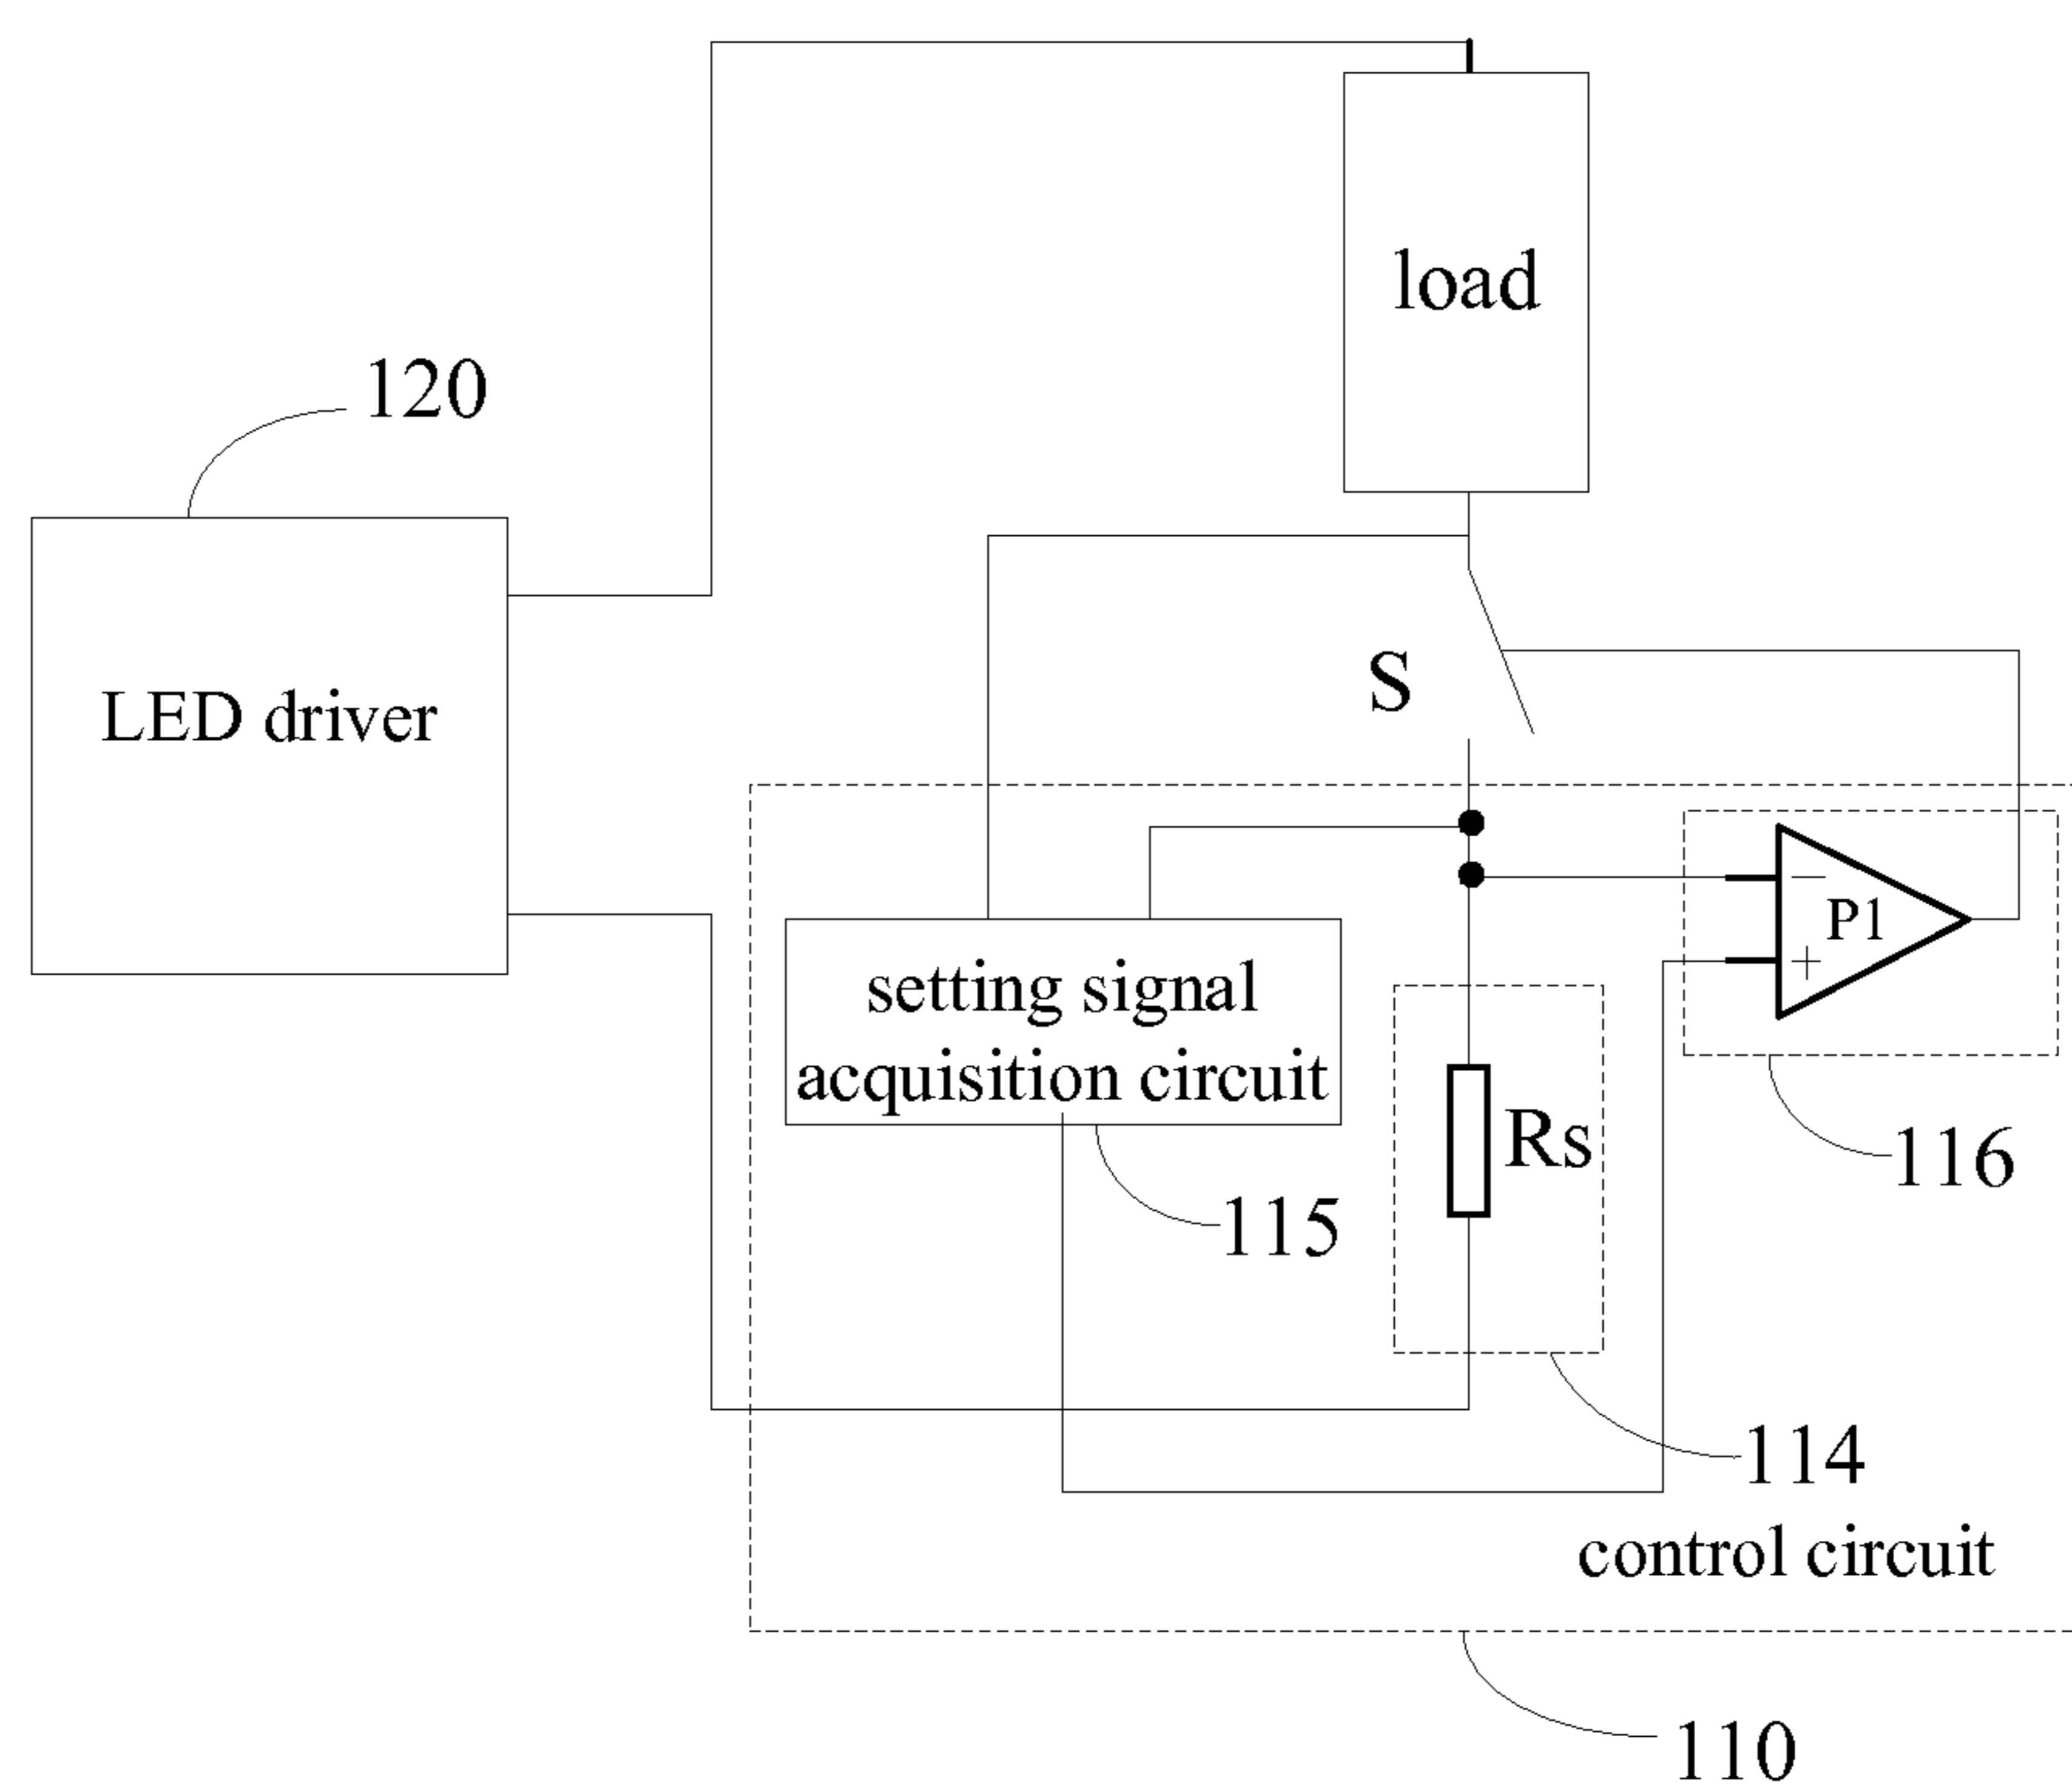 load
120
LED driver
S
P1
setting signal
acquisition circuit
Rs
116
115
114
control circuit
110